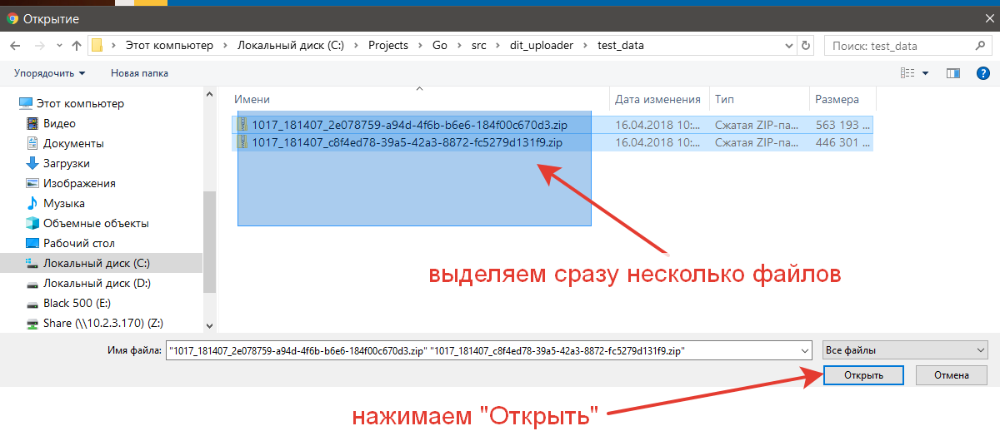 Открытие
Этот компьютер > Локальный диск (C:) > Projects > Go > src > dit_uploader > test_data
Поиск: test_data
Упорядочить
Новая папка
Этот компьютер
Видео
Документы
Загрузки
Изображения
Музыка
Объемные объекты
Рабочий стол
Локальный диск (C:)
Локальный диск (D:)
Black 500 (E:)
Share (\\10.2.3.170) (Z:)
Имени Дата изменения Тип Размера
1017_181407_2e078759-a94d-4f6b-b6e6-184f00c670d3.zip 16.04.2018 10:... Сжатая ZIP-па... 563 193 ...
1017_181407_c8f4ed78-39a5-42a3-8872-fc5279d131f9.zip 16.04.2018 10:... Сжатая ZIP-па... 446 301 ...
выделяем сразу несколько файлов
Имя файла: "1017_181407_2e078759-a94d-4f6b-b6e6-184f00c670d3.zip" "1017_181407_c8f4ed78-39a5-42a3-8872-fc5279d131f9.zip"
Все файлы
Открыть
Отмена
нажимаем "Открыть"